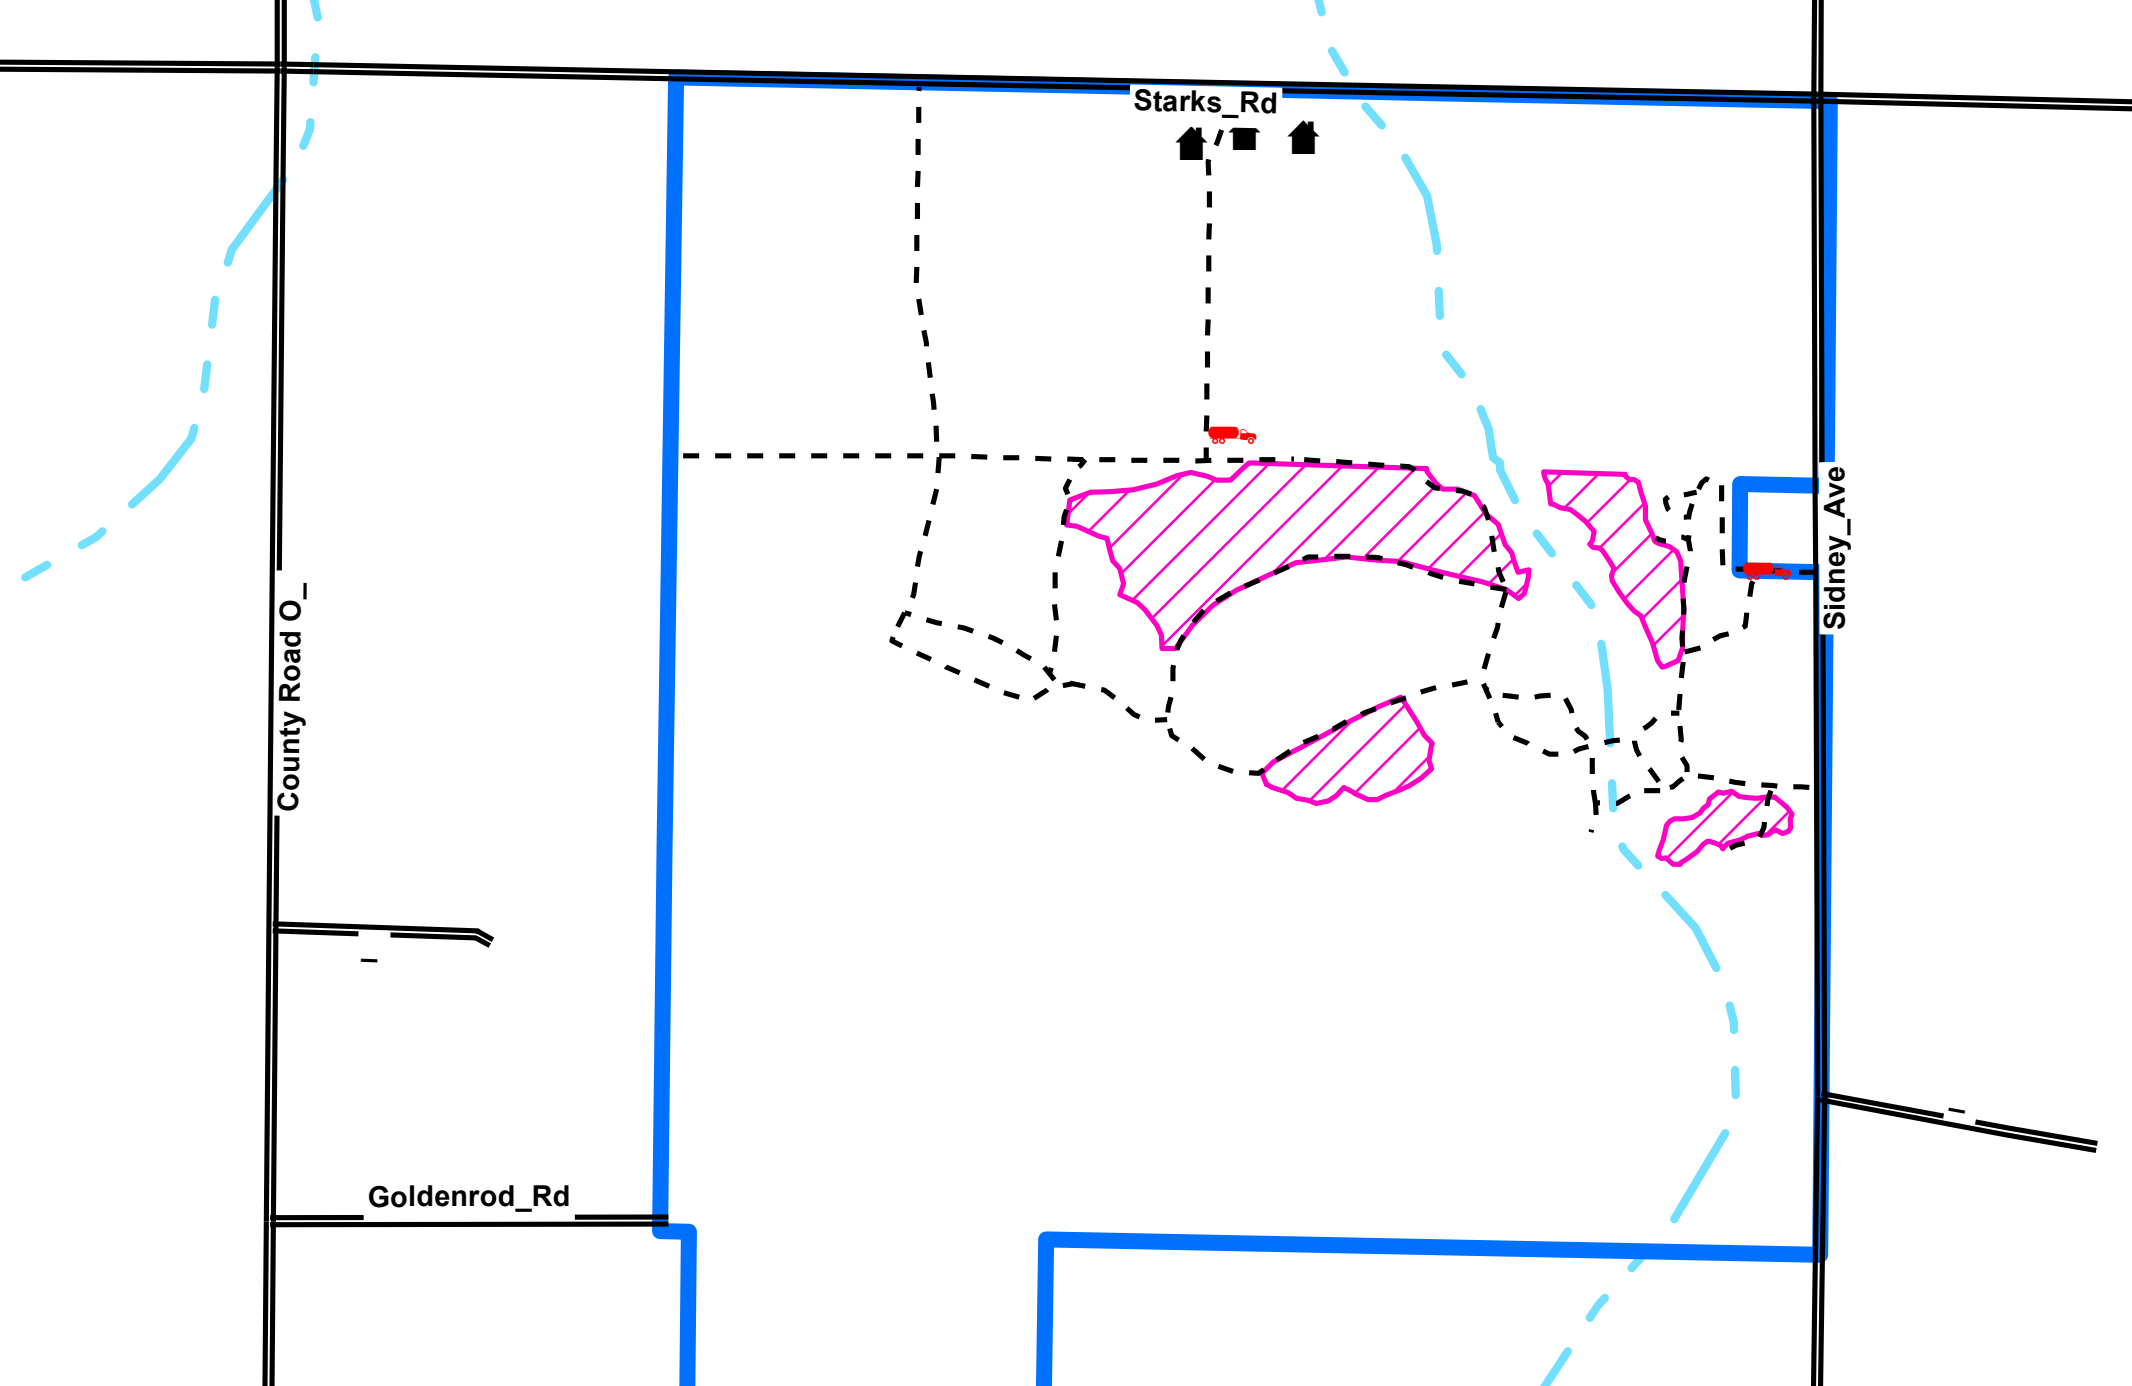 Starks_Rd
Sidney_Ave
County Road O_
Goldenrod_Rd
_
_